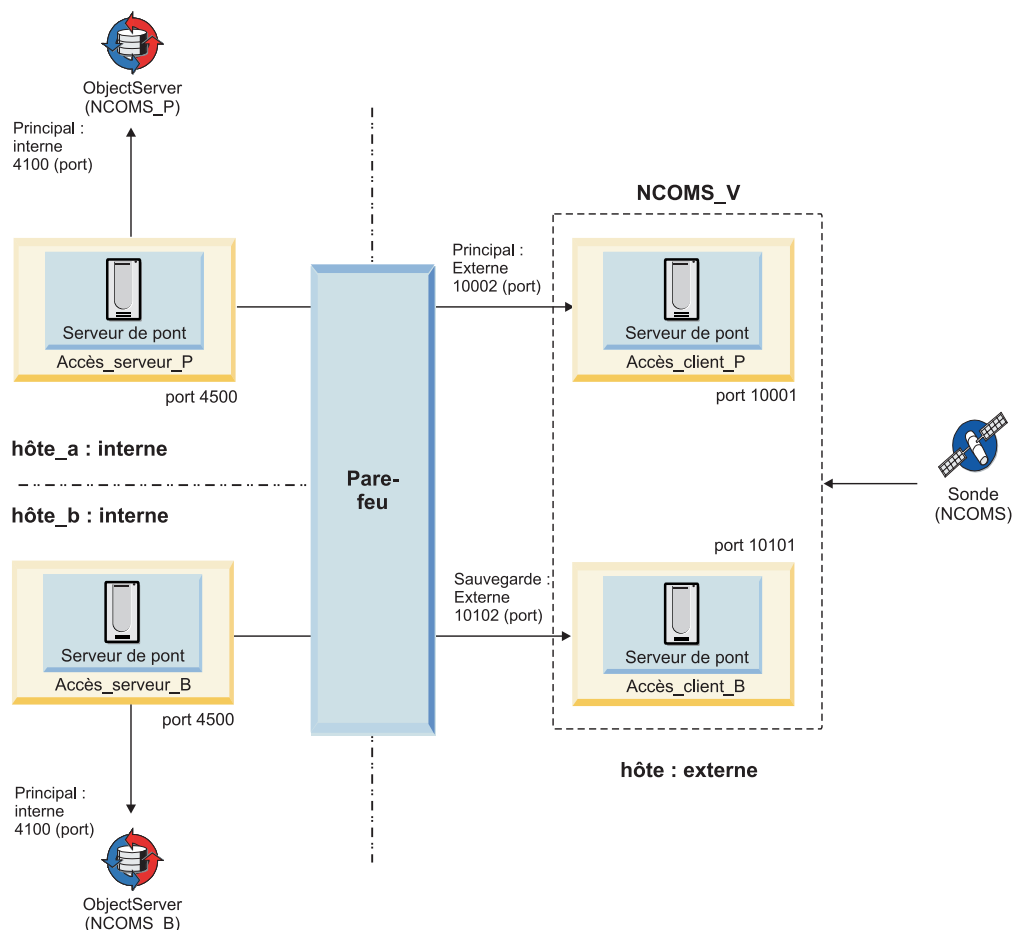 ObjectServer
(NCOMS_P)
Principal :
interne
4100 (port)
NCOMS_V
Serveur de pont
Accès_serveur_P
port 4500
Principal :
Externe
10002 (port)
Serveur de pont
Accès_client_P
port 10001
hôte_a : interne
hôte_b : interne
Pare-
feu
Sonde
(NCOMS)
port 10101
Serveur de pont
Accès_serveur_B
port 4500
Sauvegarde :
Externe
10102 (port)
Serveur de pont
Accès_client_B
hôte : externe
Principal :
interne
4100 (port)
ObjectServer
(NCOMS_B)